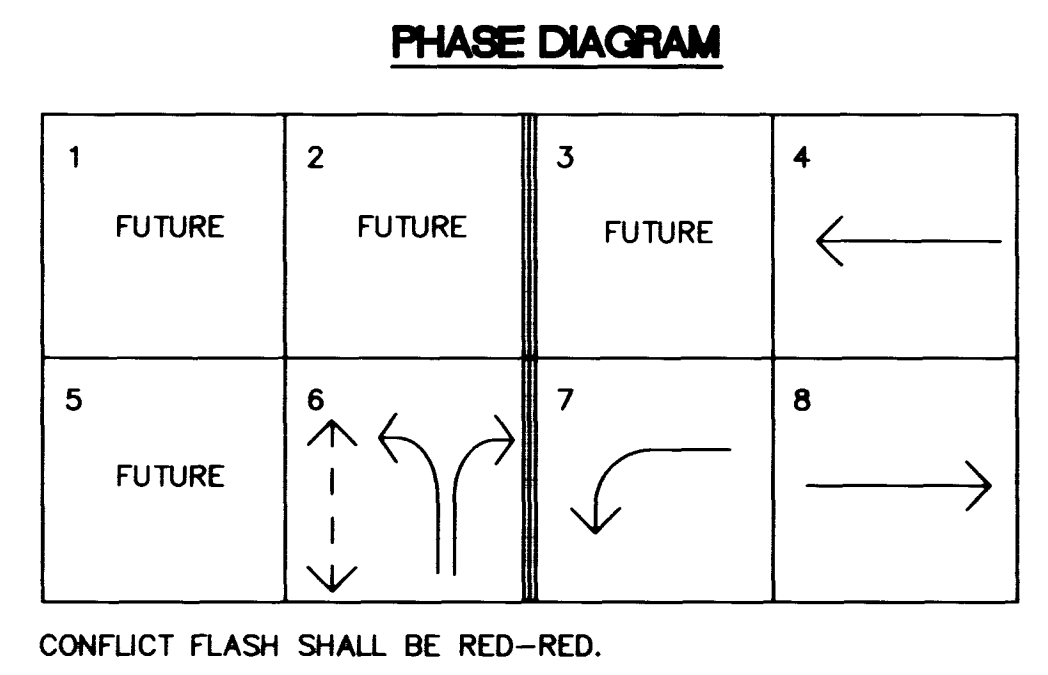 PHASE DIAGRAM
1
FUTURE
2
FUTURE
3
FUTURE
4
5
FUTURE
6
7
8
CONFLICT FLASH SHALL BE RED-RED.